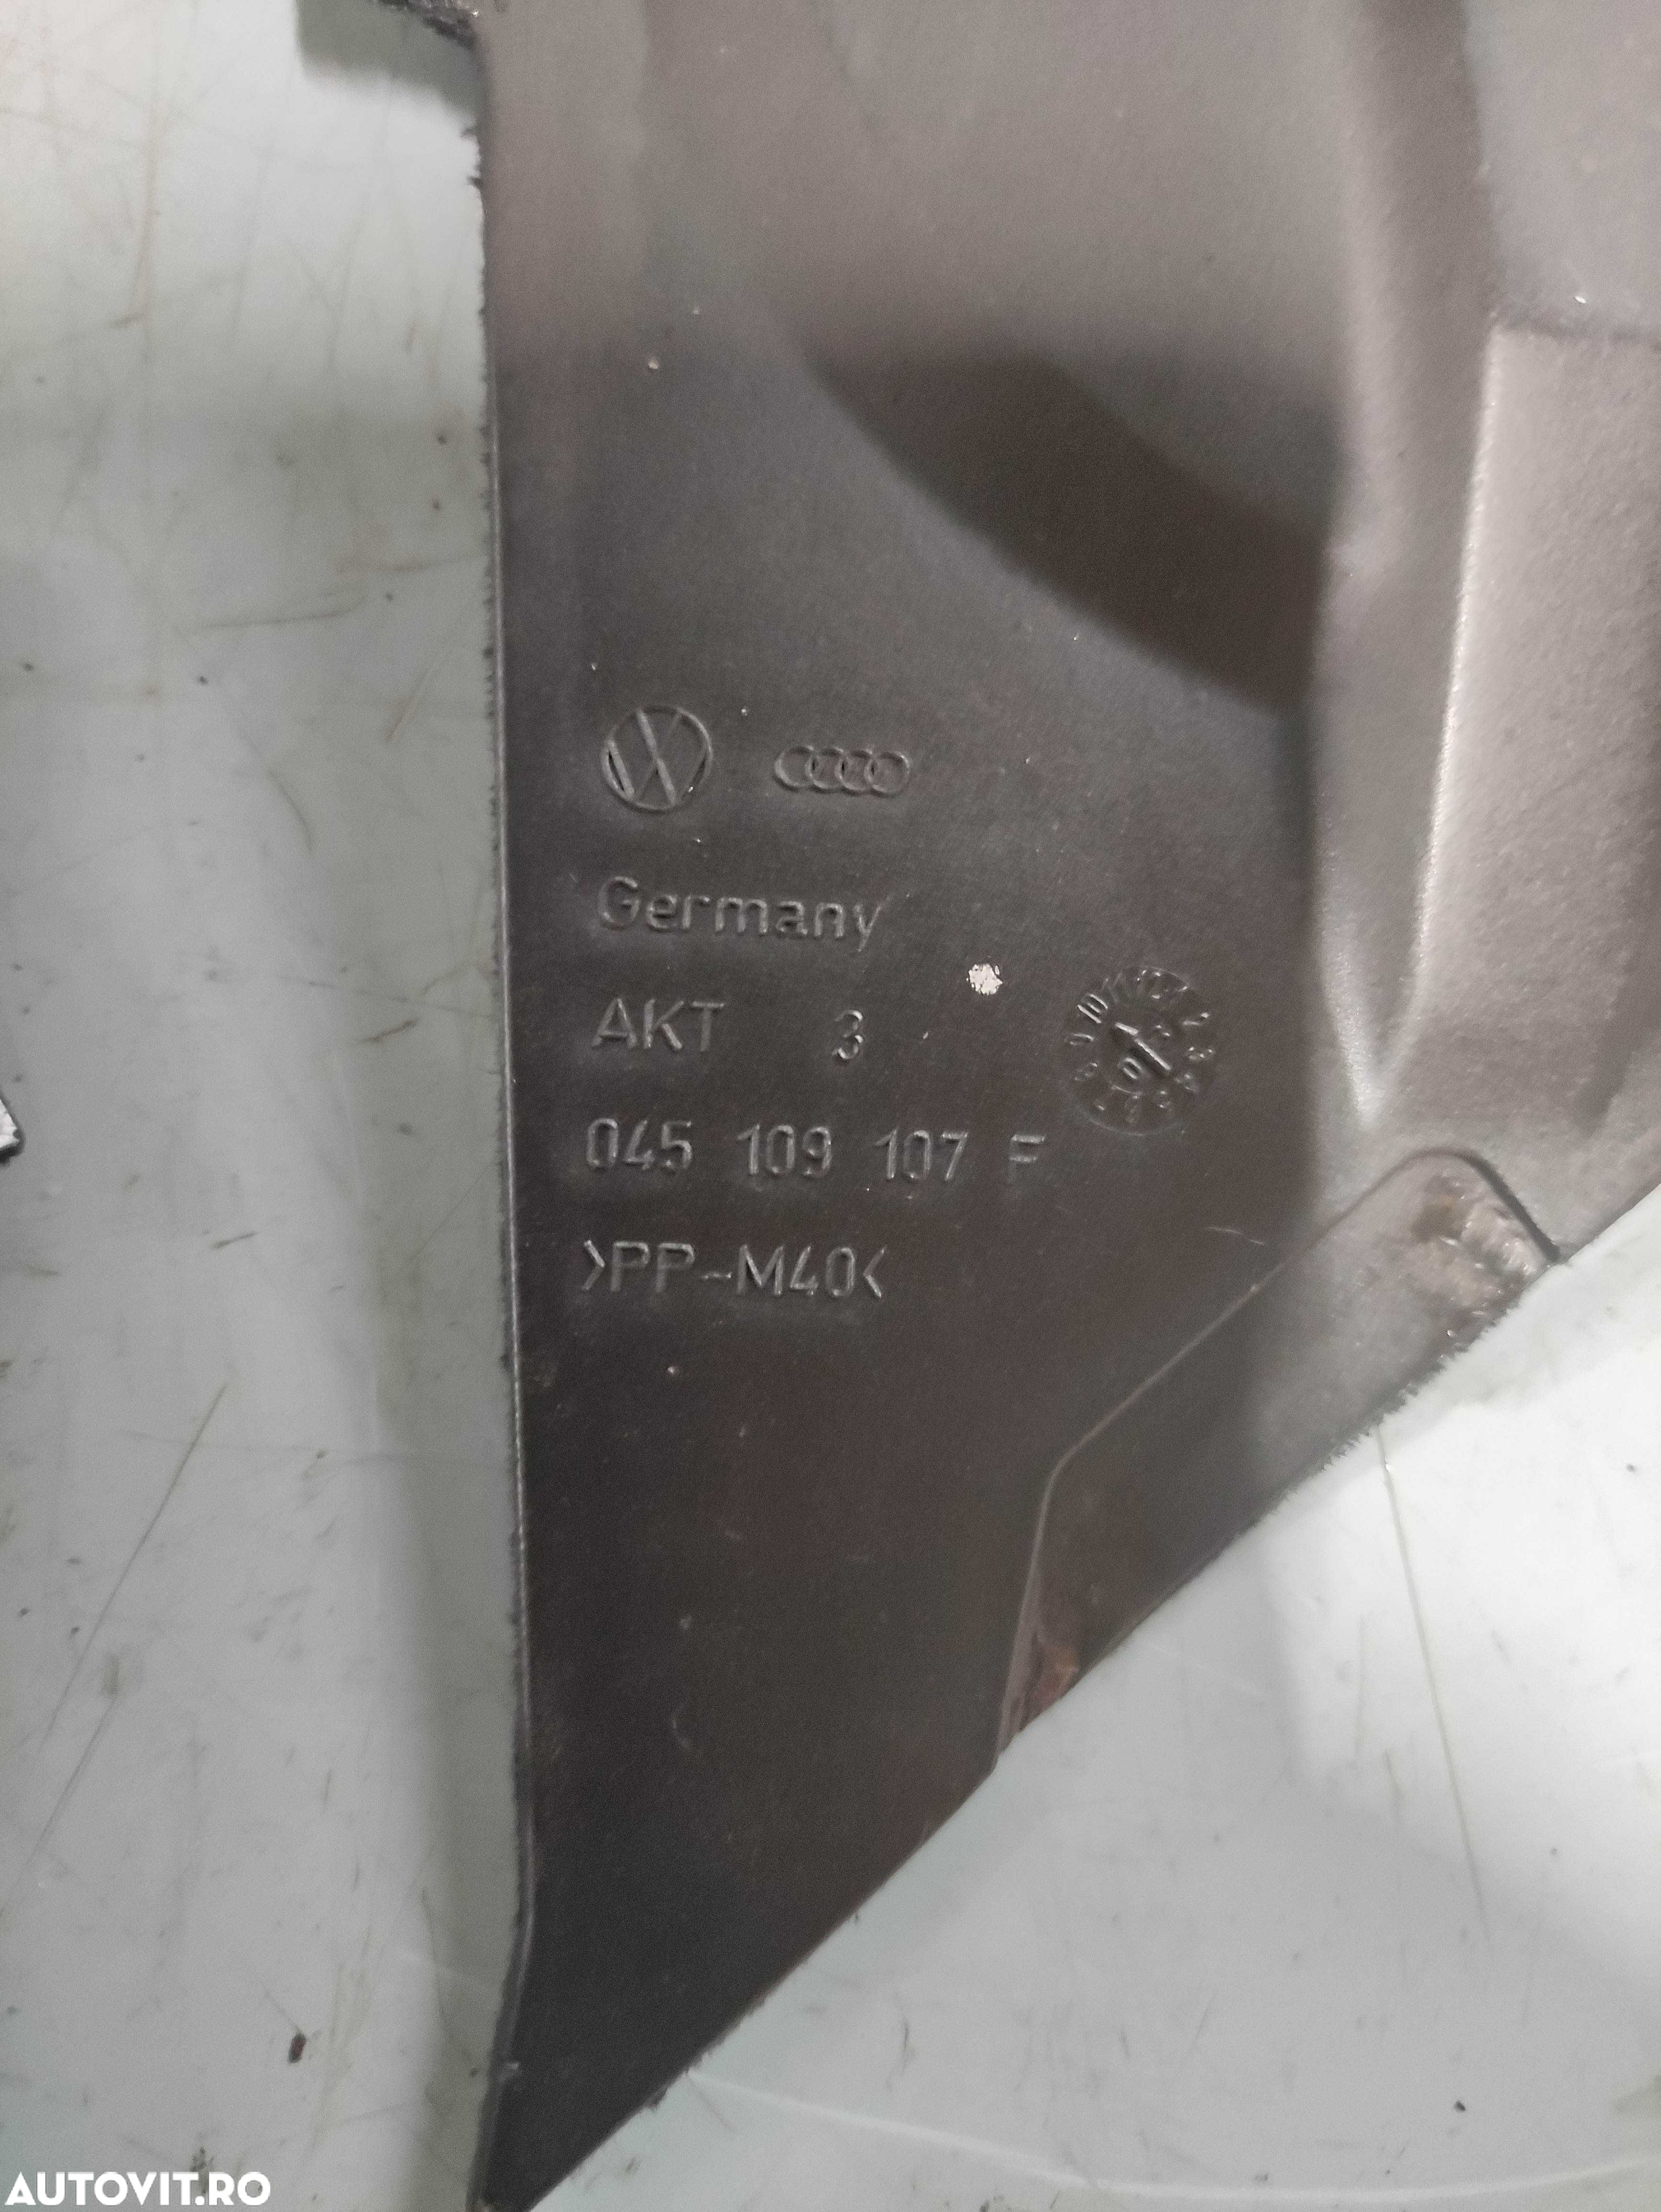 Germany
AKT 3
045 109 107 F
>PP-M40<
AUTOVIT.RO